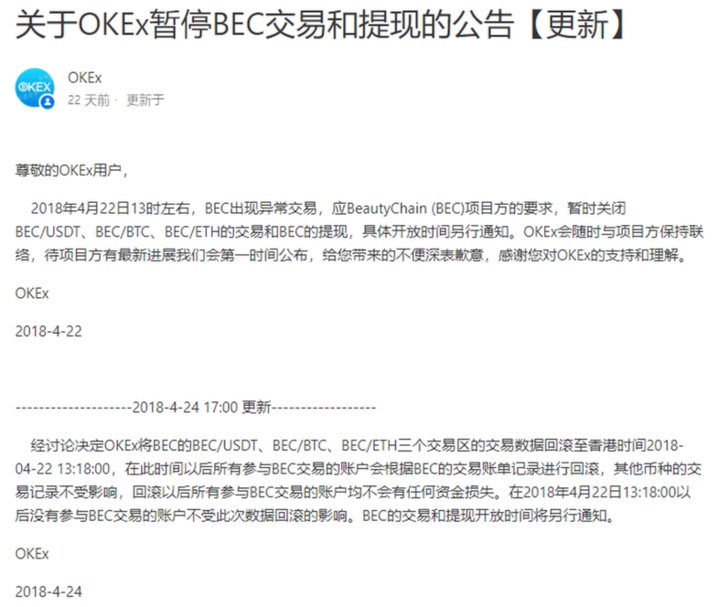 关于OKEx暂停BEC交易和提现的公告【更新】
OKEX
OKEx
22 天前 · 更新于
尊敬的OKEx用户，
2018年4月22日13时左右，BEC出现异常交易，应BeautyChain (BEC)项目方的要求，暂时关闭
BEC/USDT、BEC/BTC、BEC/ETH的交易和BEC的提现，具体开放时间另行通知。OKEx会随时与项目方保持联
络，待项目方有最新进展我们会第一时间公布，给您带来的不便深表歉意，感谢您对OKEx的支持和理解。
OKEx
2018-4-22
--------------------2018-4-24 17:00 更新------------------
经讨论决定OKEx将BEC的BEC/USDT、BEC/BTC、BEC/ETH三个交易区的交易数据回滚至香港时间2018-
04-22 13:18:00，在此时间以后所有参与BEC交易的账户会根据BEC的交易账单记录进行回滚，其他币种的交
易记录不受影响，回滚以后所有参与BEC交易的账户均不会有任何资金损失。在2018年4月22日13:18:00以
后没有参与BEC交易的账户不受此次数据回滚的影响。BEC的交易和提现开放时间将另行通知。
OKEx
2018-4-24